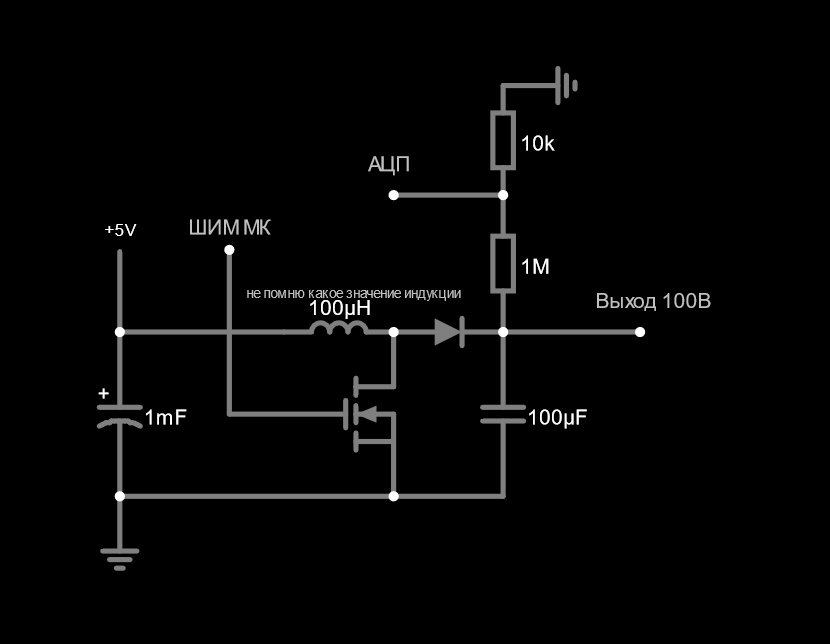 10k
АЦП
ШИМ МК
+5V
1M
не помню какое значение индукции
100µH
Выход 100В
+
1mF
100µF